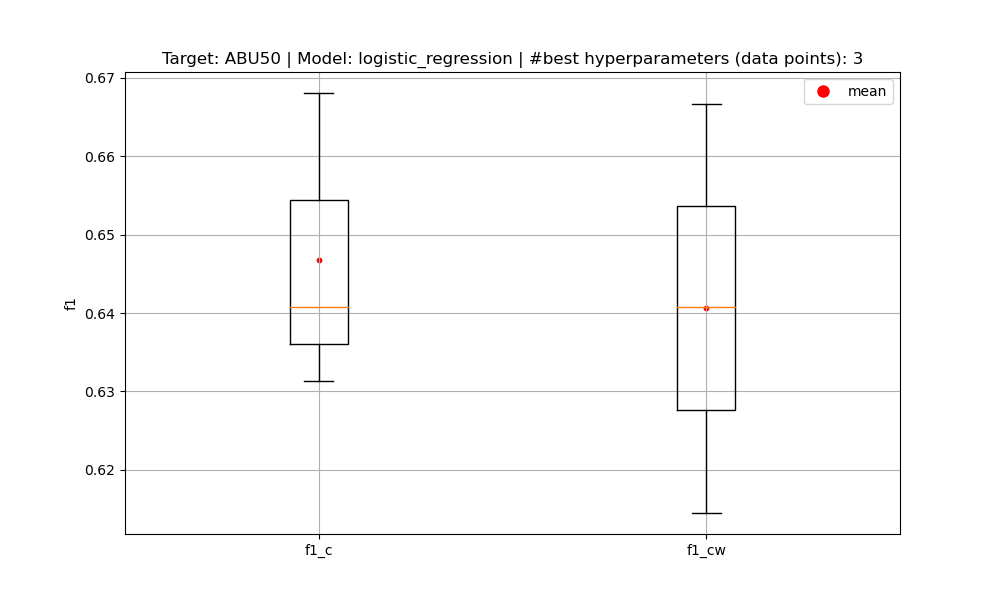 Target: ABU50 | Model: logistic_regression | #best hyperparameters (data points): 3
0.67
mean
0.66
0.65
0.64
f1
0.63
0.62
f1_c
f1_cw